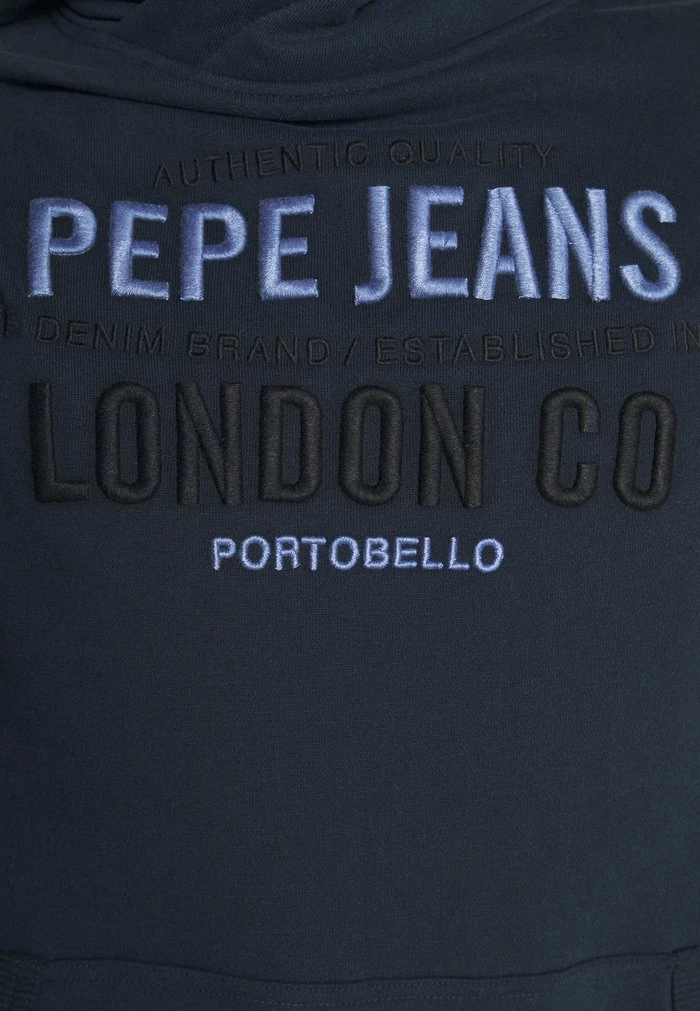 AUTHENTIC QUALITY
PEPE JEANS
DENIM BRAND / ESTABLISHED IN
LONDON CO
PORTOBELLO